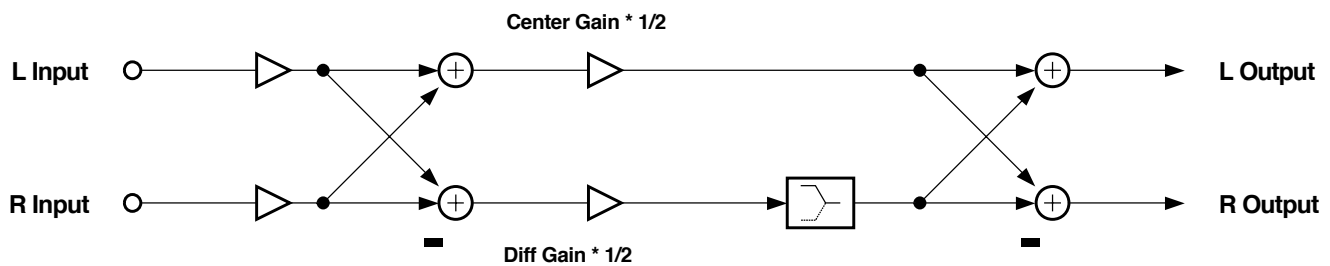 Center Gain * 1/2
L Input
L Output
R Input
R Output
Diff Gain * 1/2